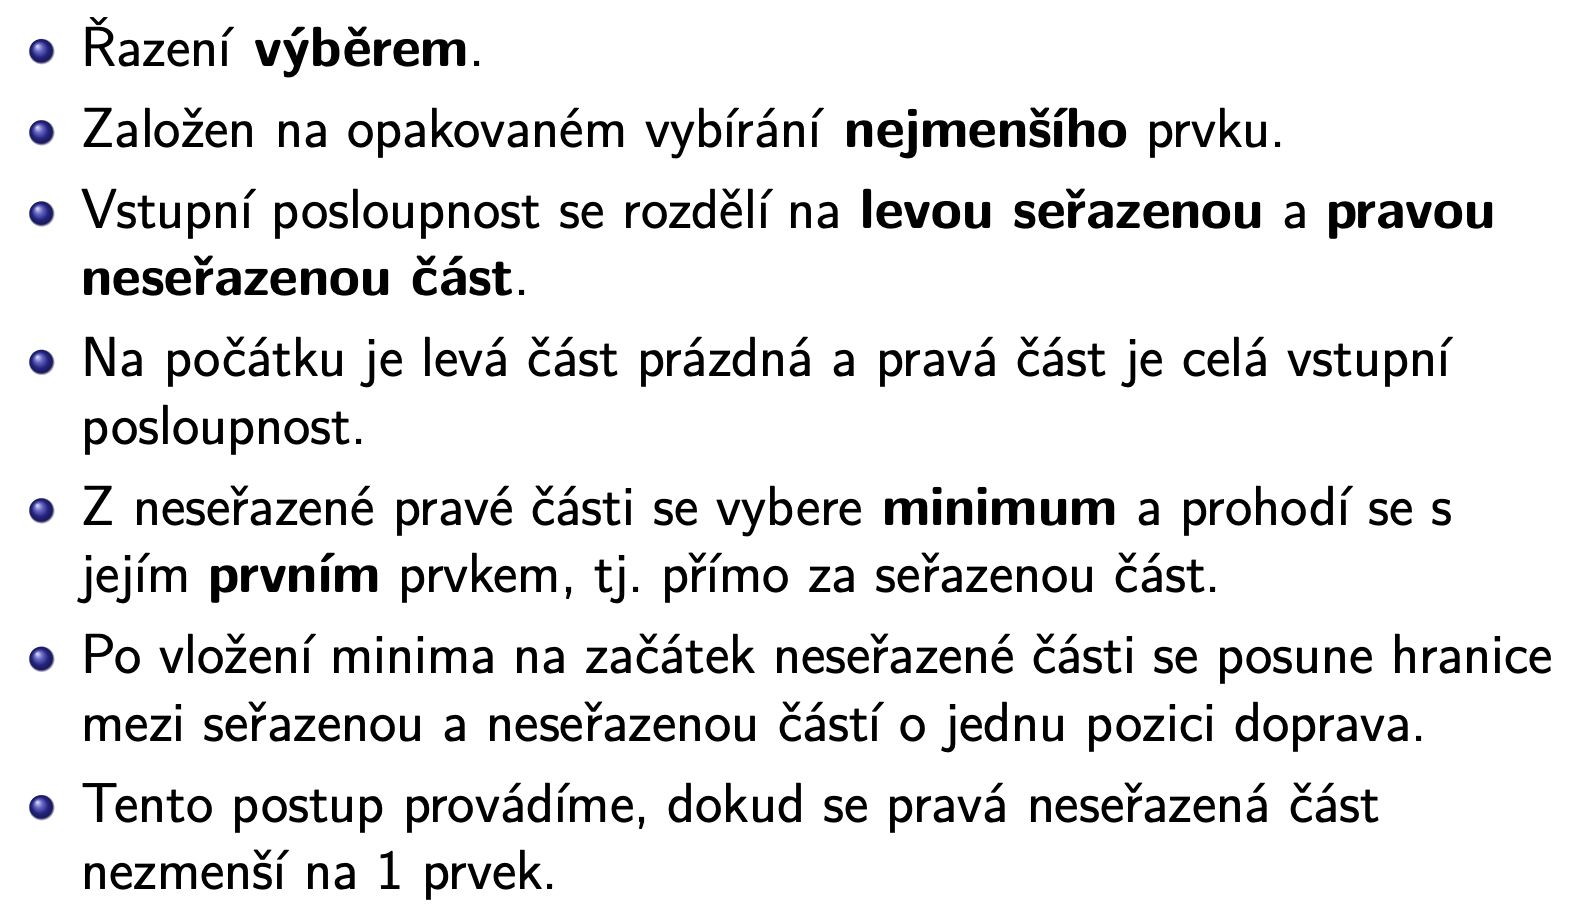 Řazení výběrem.
Založen na opakovaném vybírání nejmenšího prvku.
Vstupní posloupnost se rozdělí na levou seřazenou a pravou
neseřazenou část.
Na počátku je levá část prázdná a pravá část je celá vstupní
posloupnost.
Z neseřazené pravé části se vybere minimum a prohodí se s
jejím prvním prvkem, tj. přímo za seřazenou část.
Po vložení minima na začátek neseřazené části se posune hranice
mezi seřazenou a neseřazenou částí o jednu pozici doprava.
Tento postup provádíme, dokud se pravá neseřazená část
nezmenší na 1 prvek.